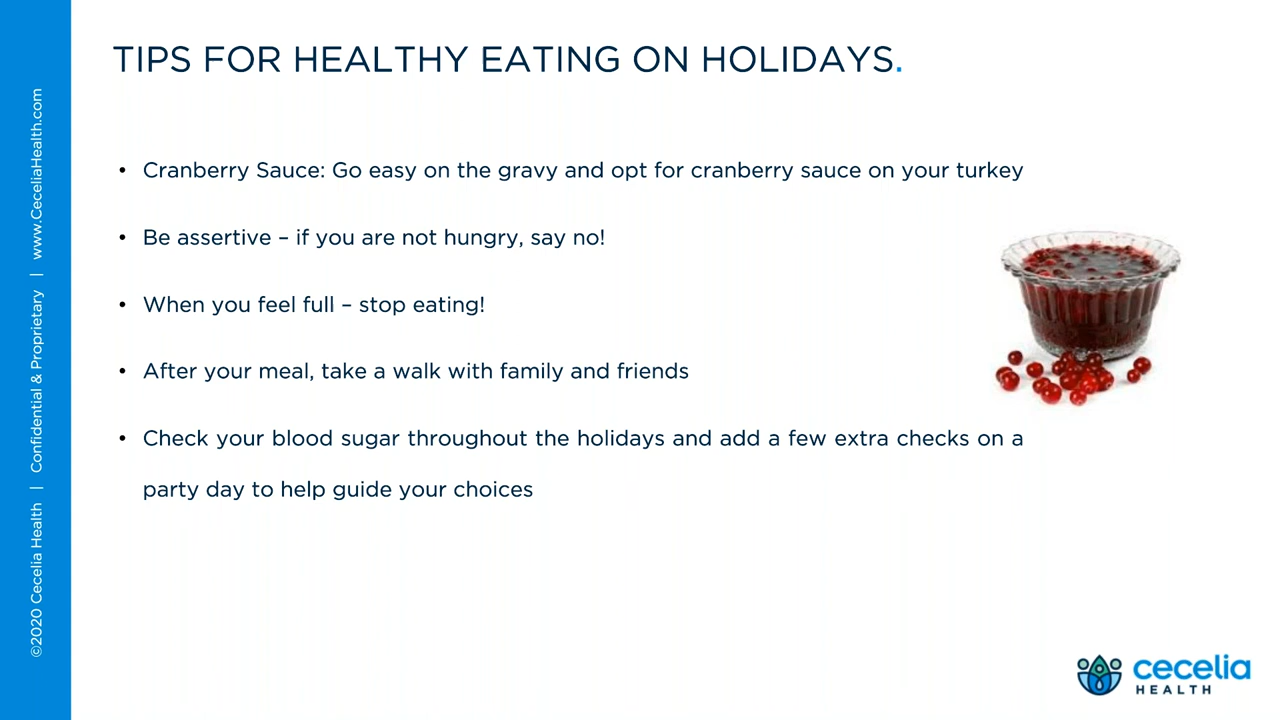 TIPS FOR HEALTHY EATING ON HOLIDAYS.
• Cranberry Sauce: Go easy on the gravy and opt for cranberry sauce on your turkey
• Be assertive – if you are not hungry, say no!
• When you feel full – stop eating!
• After your meal, take a walk with family and friends
• Check your blood sugar throughout the holidays and add a few extra checks on a
party day to help guide your choices
©2020 Cecelia Health | Confidential & Proprietary | www.CeceliaHealth.com
cecelia
HEALTH